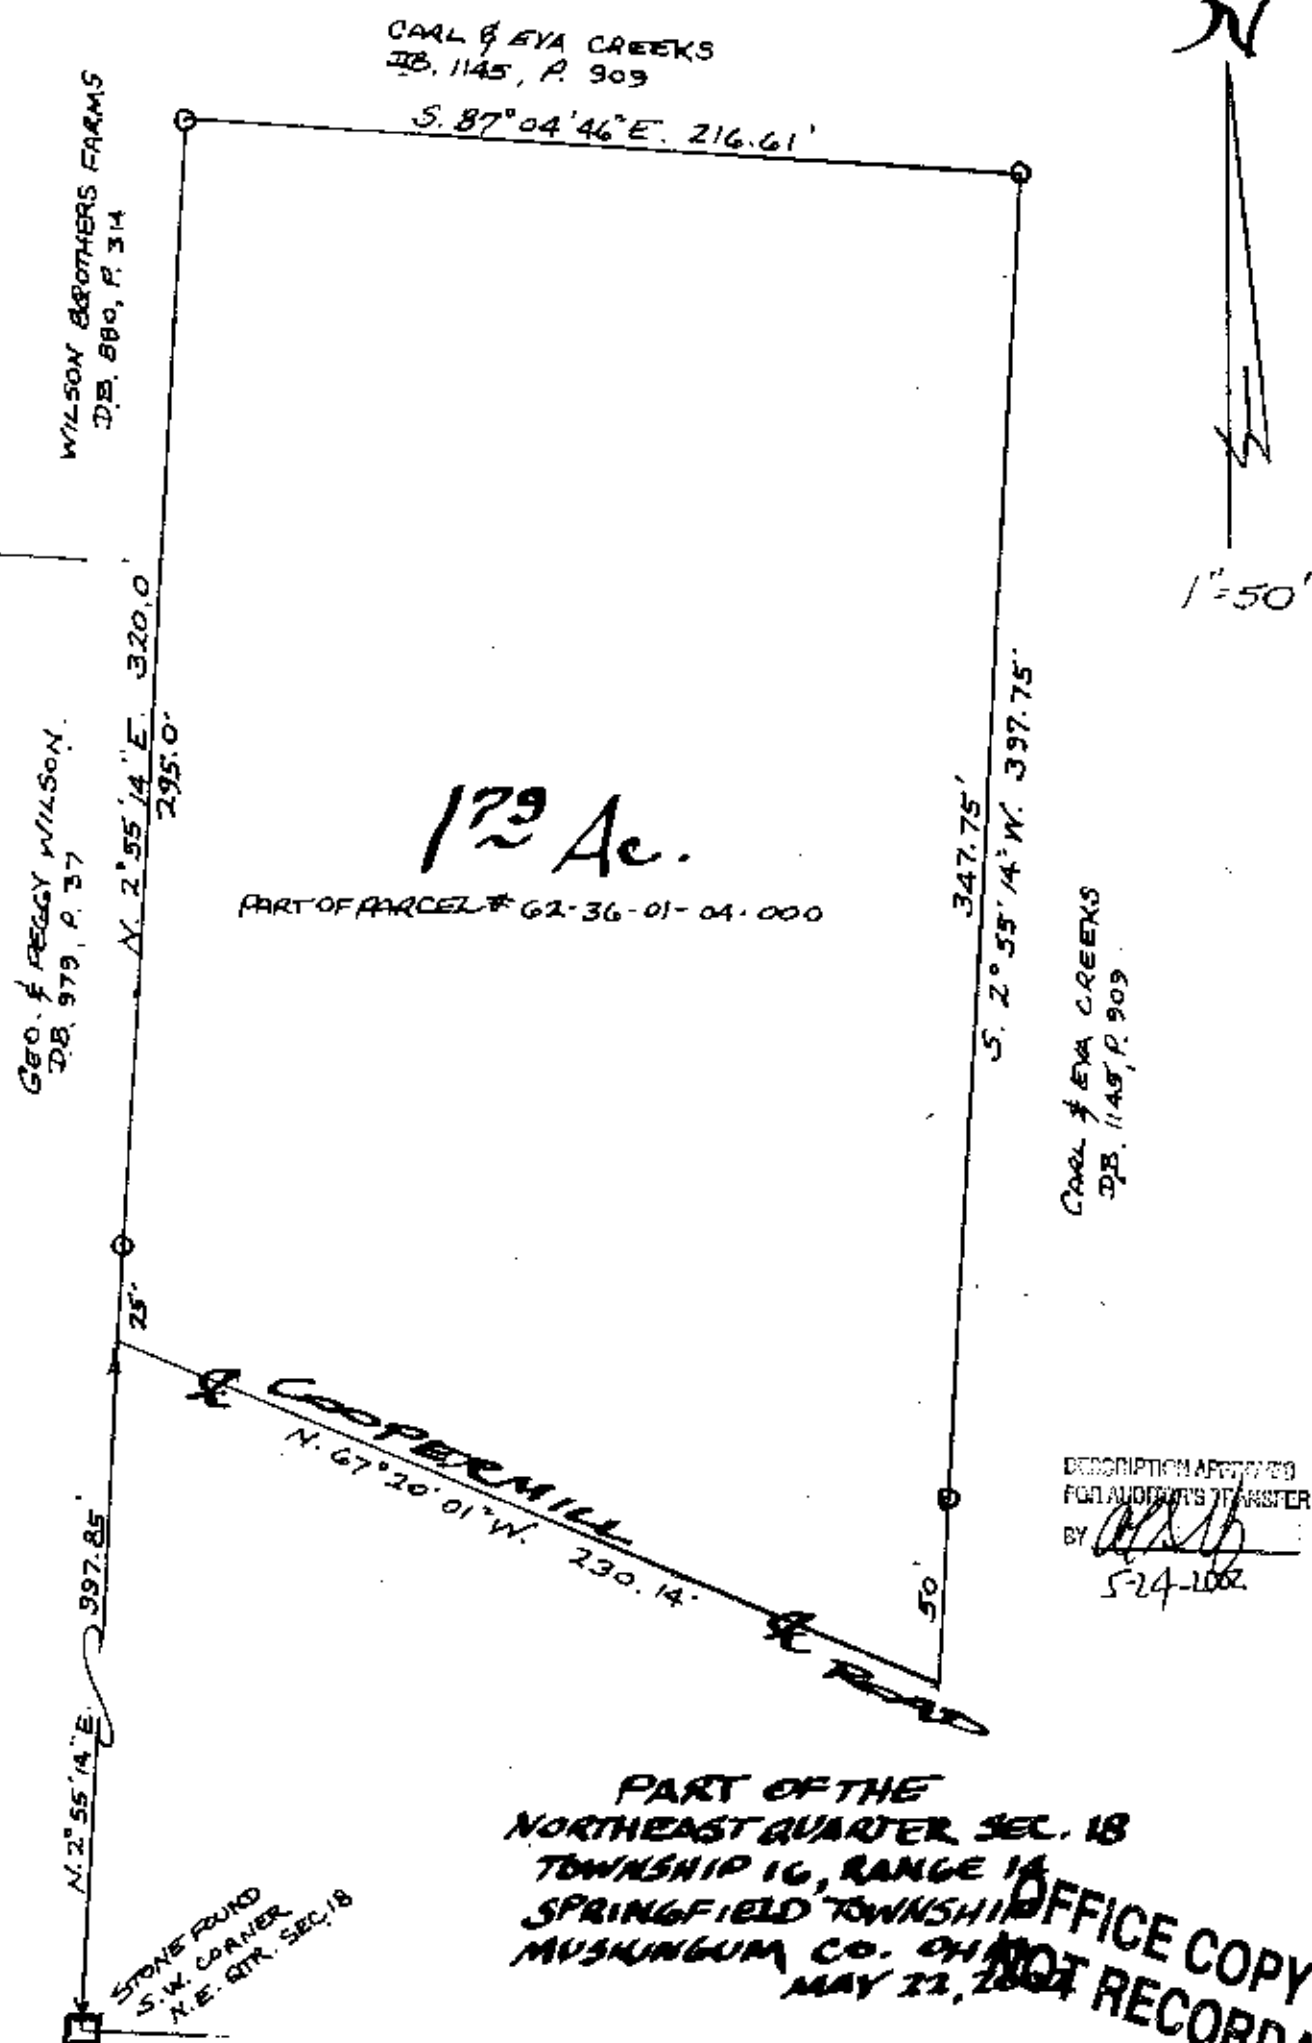 N
CARL & EVA CREEKS
DB. 1145, P. 909
S. 87° 04' 46" E. 216.61'
WILSON BROTHERS FARMS
D.B. 880, P. 314
1"=50'
N. 2° 55' 14" E. 320.0'
295.0'
GEO. & PEGGY WILSON.
D.B. 979, P. 37
1 79 Ac.
PART OF PARCEL # 62-36-01-04.000
347.75'
S. 2° 55' 14" W. 397.75'
CARL & EVA CREEKS
DB. 1145, P. 909
25'
℄ COOPERMILL ℄ ROAD
N. 67° 20' 01" W. 230.14'
50
DESCRIPTION APPROVED
FOR AUDITOR'S TRANSFER
BY
5-24-2002
N. 2° 55' 14" E. 997.85'
STONE FOUND
S.W. CORNER
N.E. QTR. SEC. 18
PART OF THE
NORTHEAST QUARTER SEC. 18
TOWNSHIP 16, RANGE 14
SPRINGFIELD TOWNSHIP
MUSKINGUM CO. OHIO
MAY 22,
OFFICE COPY
NOT